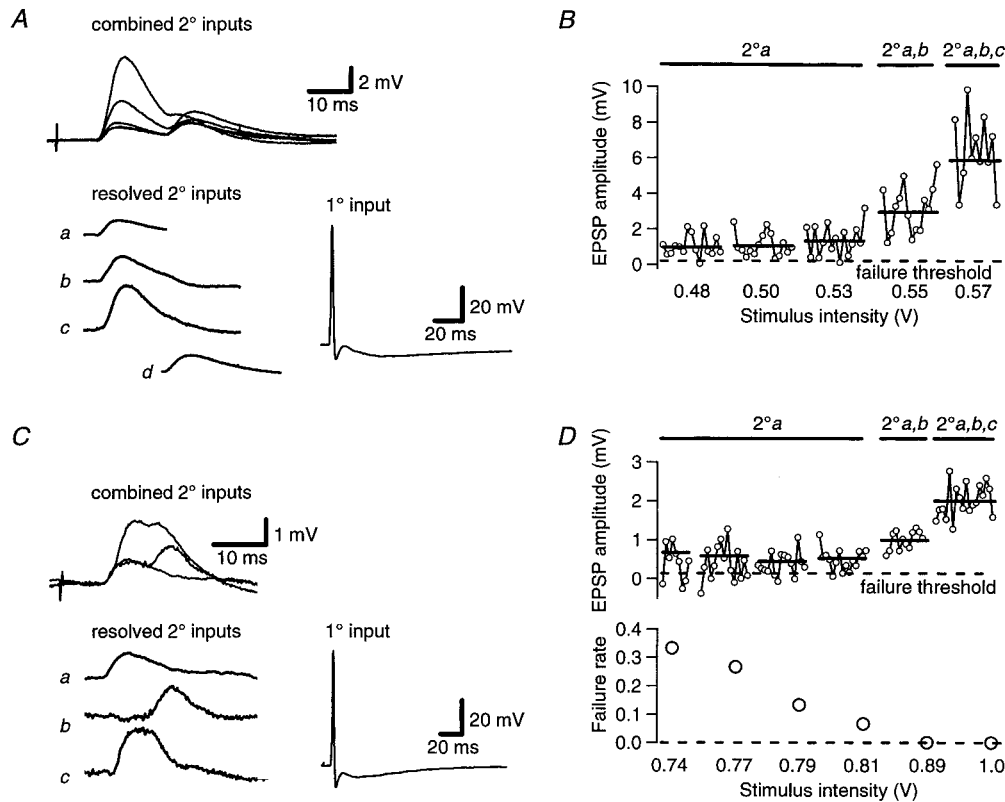 A
combined 2° inputs
2 mV
10 ms
resolved 2° inputs
1° input
a
b
c
d
20 mV
20 ms
B
2°a
2°a,b
2°a,b,c
EPSP amplitude (mV)
10
8
6
4
2
0
failure threshold
0.48 0.50 0.53 0.55 0.57
Stimulus intensity (V)
C
combined 2° inputs
1 mV
10 ms
resolved 2° inputs
1° input
a
b
c
20 mV
20 ms
D
2°a
2°a,b
2°a,b,c
EPSP amplitude (mV)
3
2
1
0
failure threshold
Failure rate
0.4
0.3
0.2
0.1
0.0
0.74 0.77 0.79 0.81 0.89 1.0
Stimulus intensity (V)